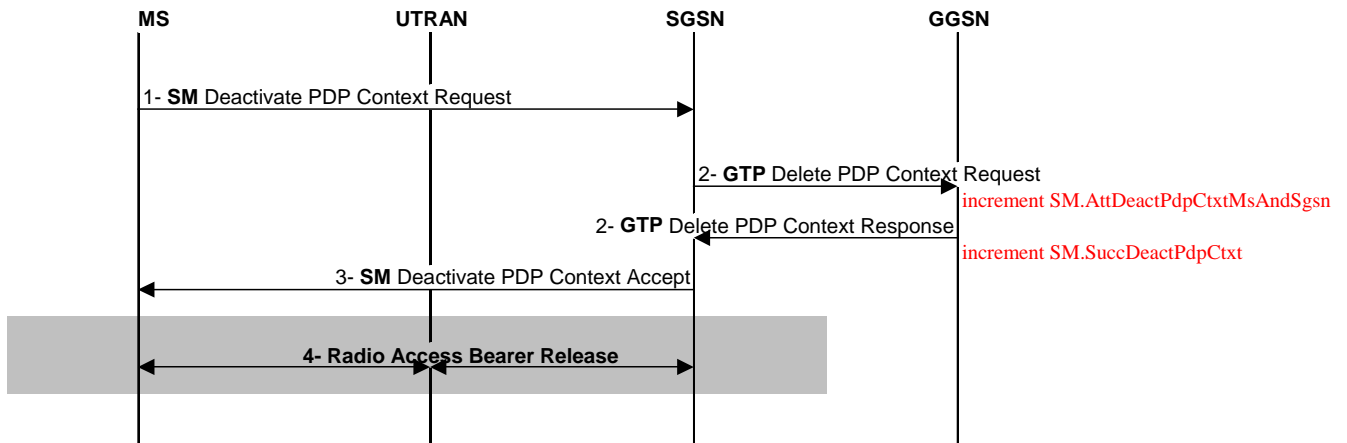 MS UTRAN SGSN GGSN
1- SM Deactivate PDP Context Request
2- GTP Delete PDP Context Request
increment SM.AttDeactPdpCtxtMsAndSgsn
2- GTP Delete PDP Context Response
increment SM.SuccDeactPdpCtxt
3- SM Deactivate PDP Context Accept
4- Radio Access Bearer Release